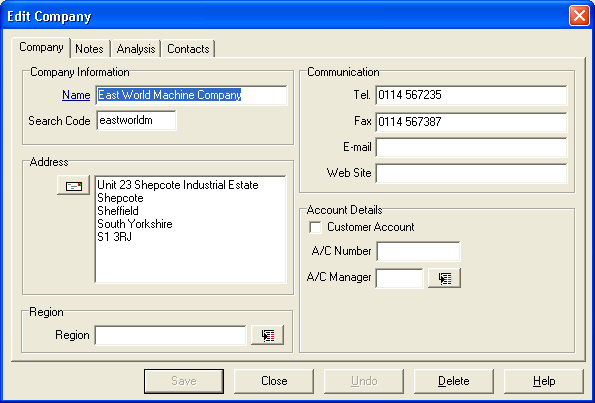 Edit Company
Company Notes Analysis Contacts
Company Information
Name East World Machine Company
Search Code eastworldm
Address
Unit 23 Shepcote Industrial Estate
Shepcote
Sheffield
South Yorkshire
S1 3RJ
Region
Region
Communication
Tel. 0114 567235
Fax 0114 567387
E-mail
Web Site
Account Details
Customer Account
A/C Number
A/C Manager
Save Close Undo Delete Help